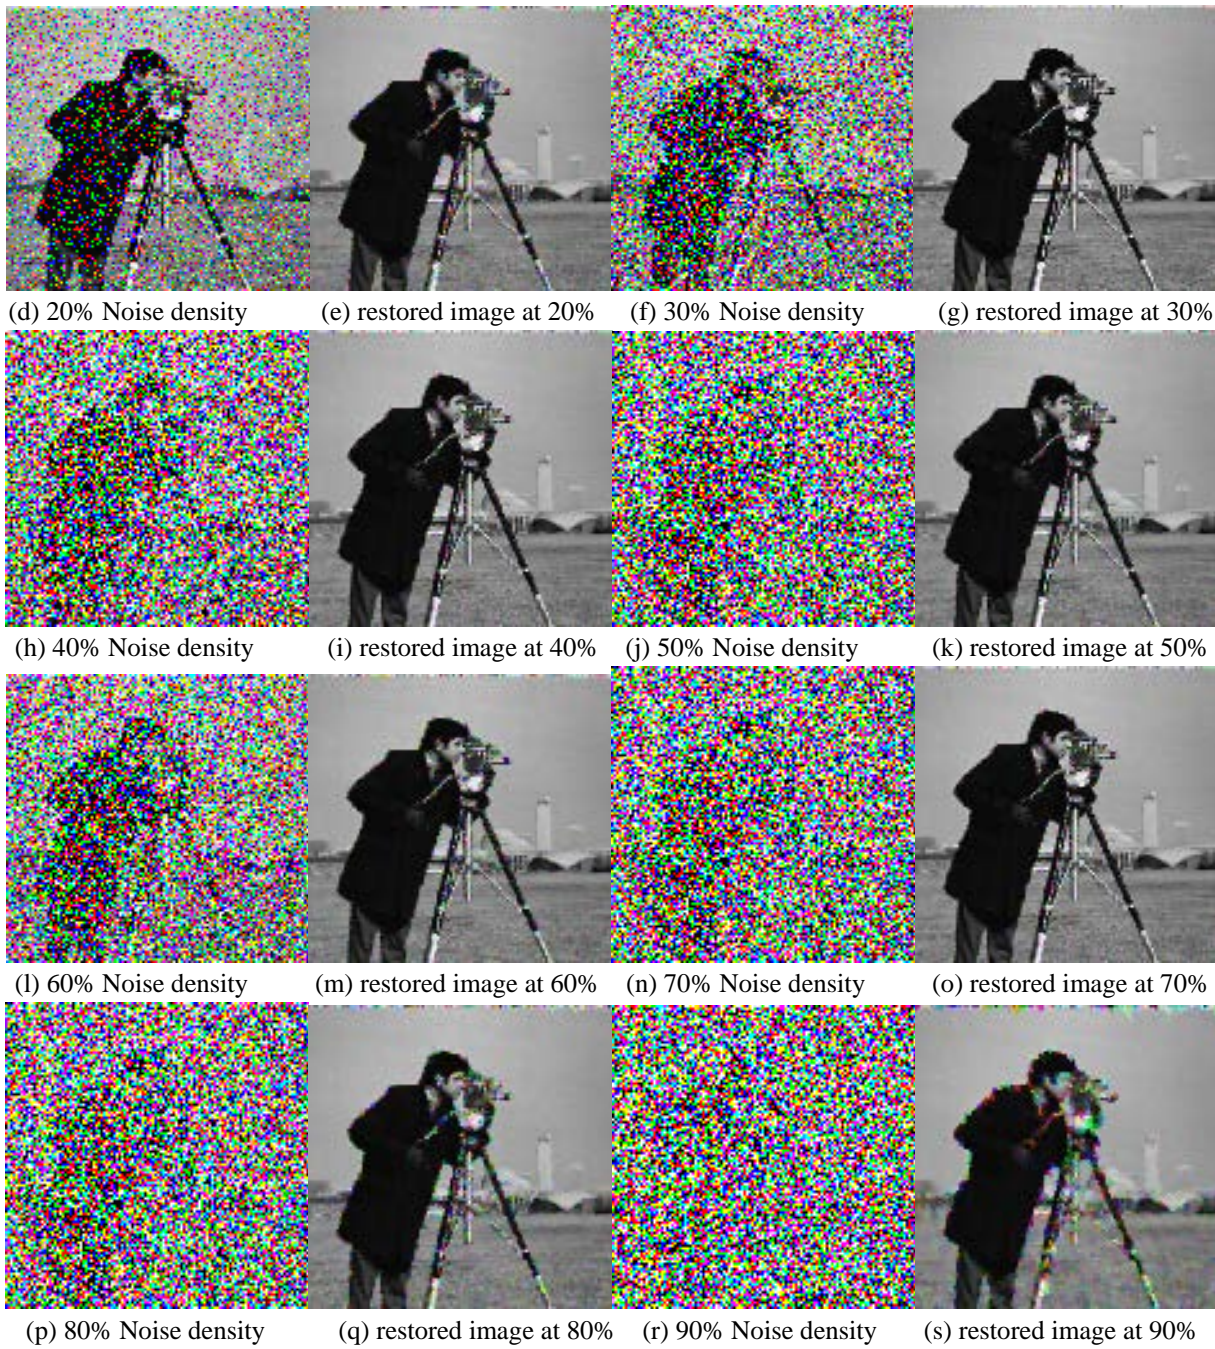 (d) 20% Noise density (e) restored image at 20% (f) 30% Noise density (g) restored image at 30%
(h) 40% Noise density (i) restored image at 40% (j) 50% Noise density (k) restored image at 50%
(l) 60% Noise density (m) restored image at 60% (n) 70% Noise density (o) restored image at 70%
(p) 80% Noise density (q) restored image at 80% (r) 90% Noise density (s) restored image at 90%